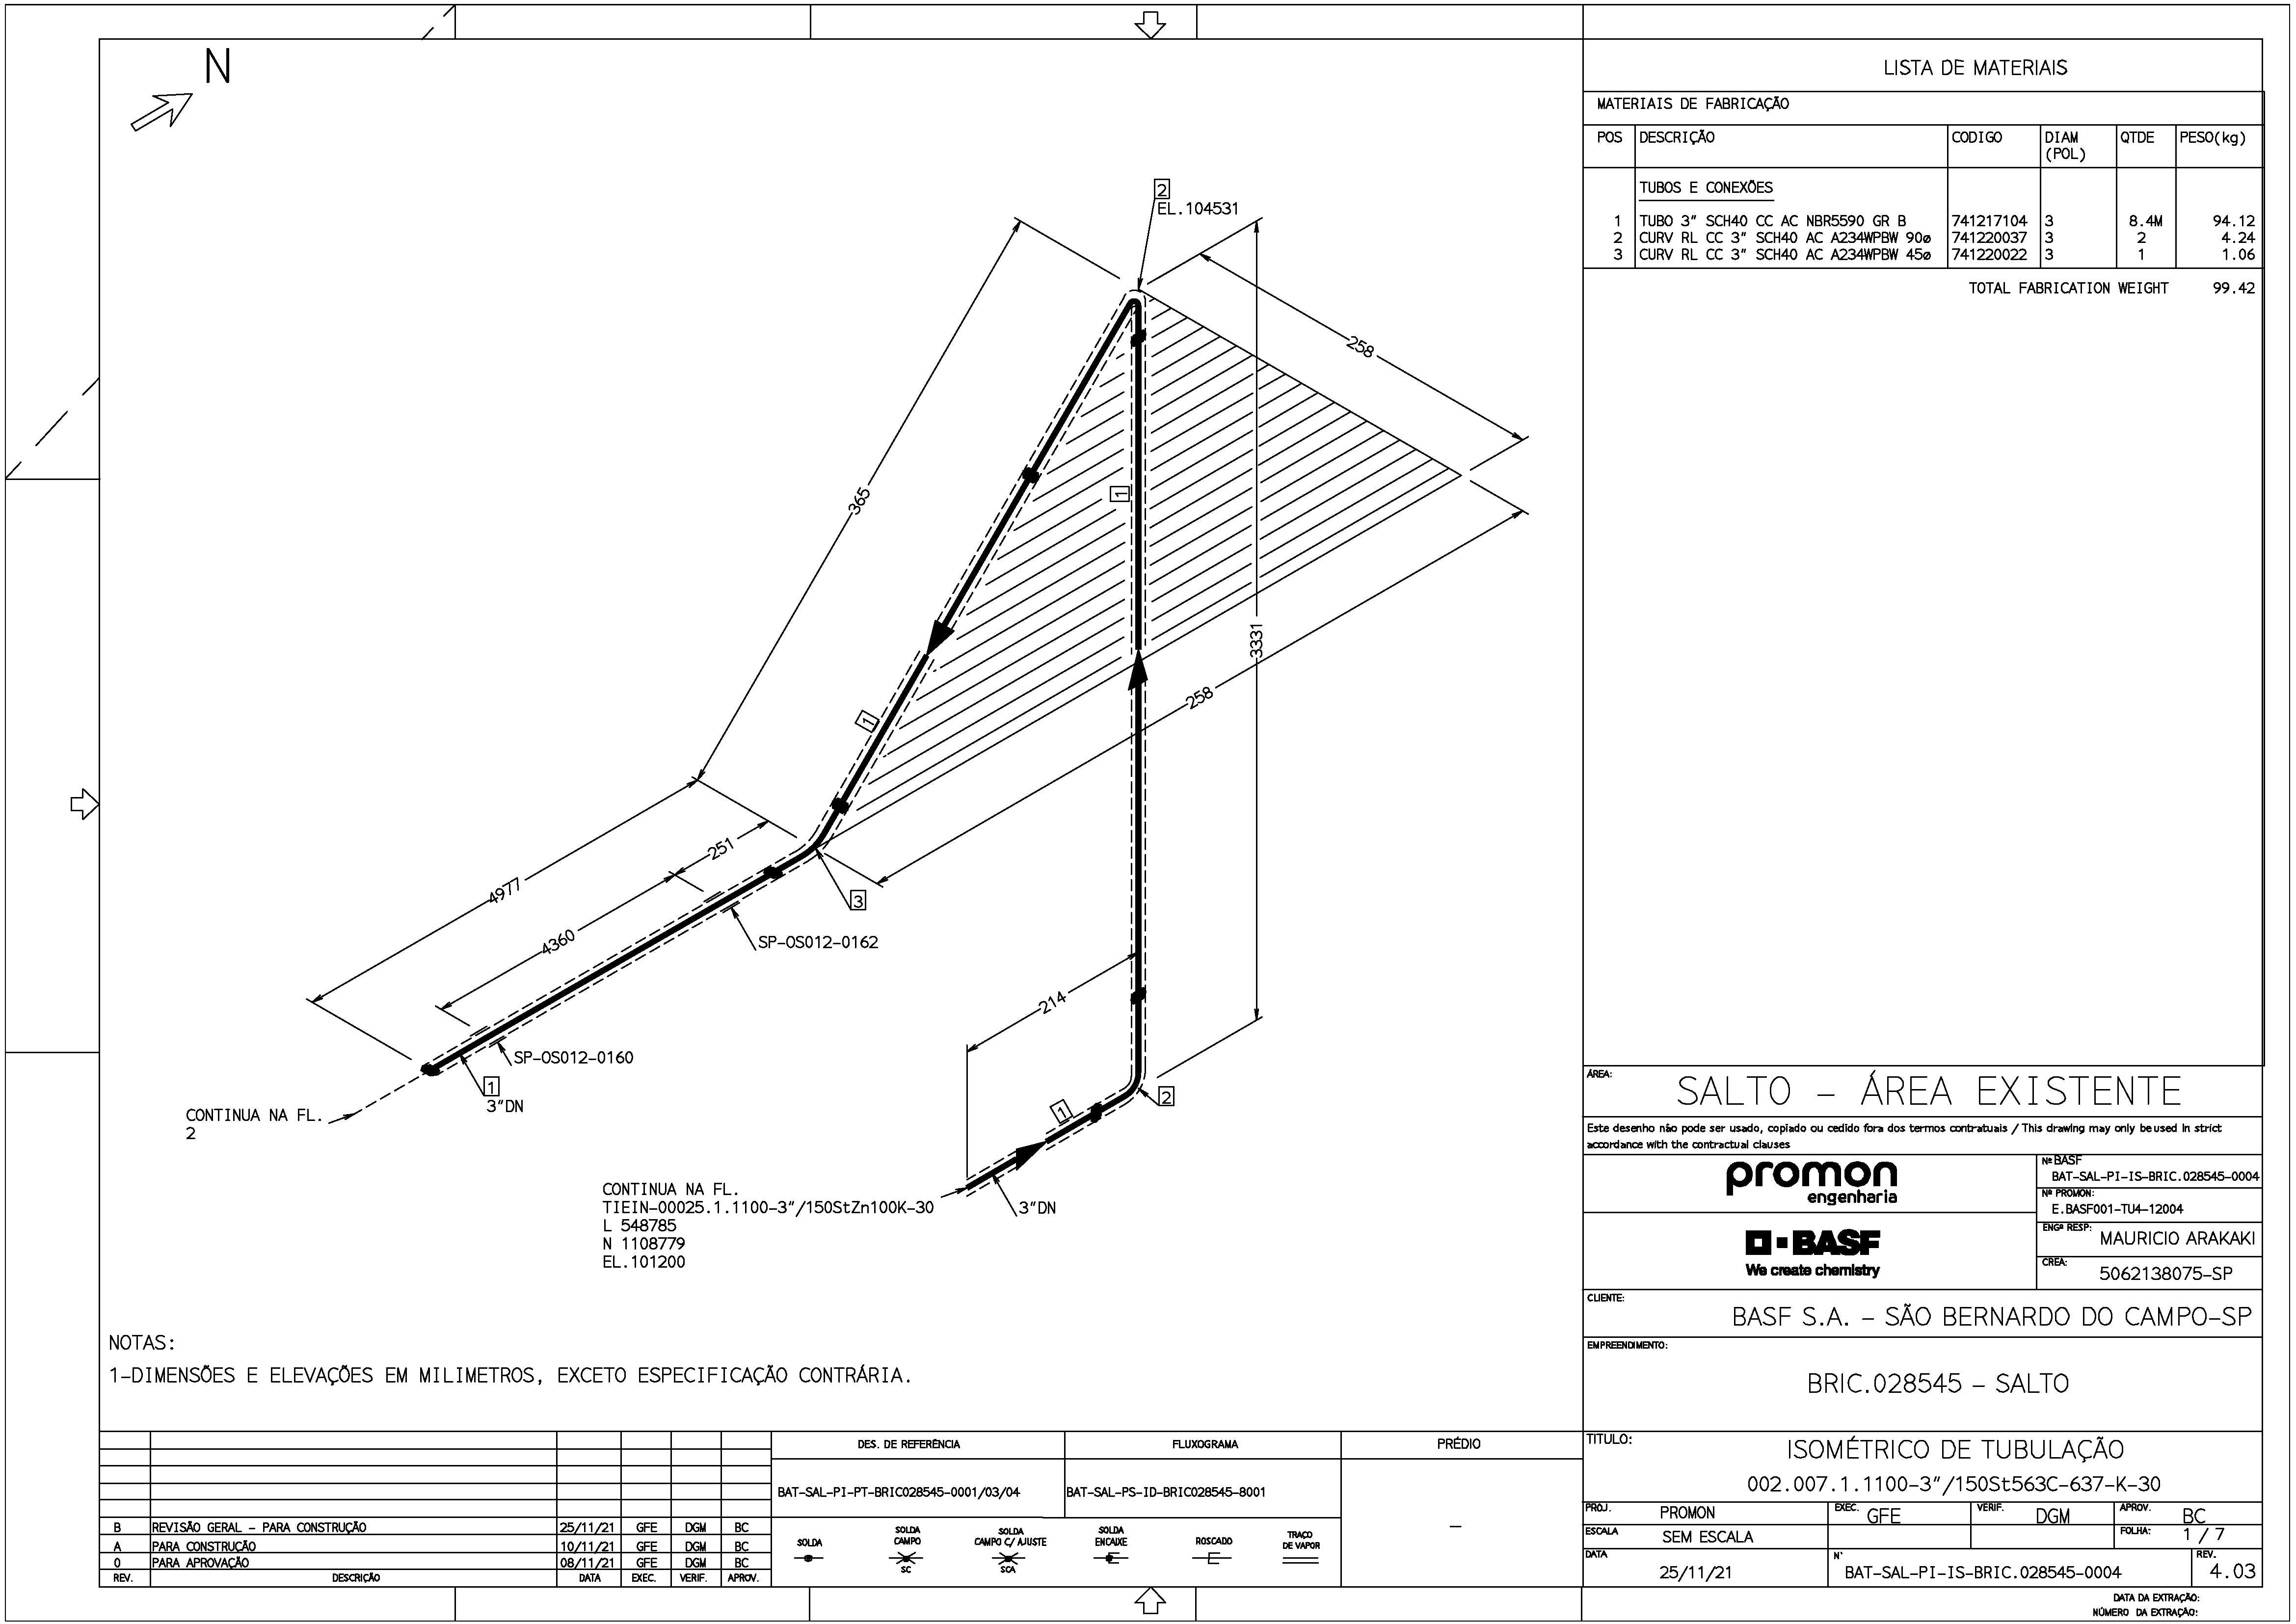 N
LISTA DE MATERIAIS
MATERIAIS DE FABRICAÇÃO
POS DESCRIÇÃO CODIGO DIAM (POL) QTDE PESO(kg)
TUBOS E CONEXÕES
1 TUBO 3" SCH40 CC AC NBR5590 GR B 741217104 3 8.4M 94.12
2 CURV RL CC 3" SCH40 AC A234WPBW 90ø 741220037 3 2 4.24
3 CURV RL CC 3" SCH40 AC A234WPBW 45ø 741220022 3 1 1.06
TOTAL FABRICATION WEIGHT 99.42
2
EL.104531
258
365
1
3331
258
1
251
4977
3
4360
SP-OS012-0162
214
SP-OS012-0160
1
3"DN
2
1
CONTINUA NA FL.
2
CONTINUA NA FL.
TIEIN-00025.1.1100-3"/150StZn100K-30
L 548785
N 1108779
EL.101200
3"DN
NOTAS:
1-DIMENSÕES E ELEVAÇÕES EM MILIMETROS, EXCETO ESPECIFICAÇÃO CONTRÁRIA.
ÁREA:
SALTO - ÁREA EXISTENTE
Este desenho não pode ser usado, copiado ou cedido fora dos termos contratuais / This drawing may only be used in strict
accordance with the contractual clauses
promon
engenharia
Nº BASF
BAT-SAL-PI-IS-BRIC.028545-0004
Nº PROMON:
E.BASF001-TU4-12004
BASF
We create chemistry
ENGº RESP:
MAURICIO ARAKAKI
CREA:
5062138075-SP
CLIENTE:
BASF S.A. - SÃO BERNARDO DO CAMPO-SP
EMPREENDIMENTO:
BRIC.028545 - SALTO
TITULO:
ISOMÉTRICO DE TUBULAÇÃO
002.007.1.1100-3"/150St563C-637-K-30
PROJ. PROMON EXEC. GFE VERIF. DGM APROV. BC
ESCALA SEM ESCALA FOLHA: 1 / 7
DATA 25/11/21 N° BAT-SAL-PI-IS-BRIC.028545-0004 REV. 4.03
DATA DA EXTRAÇÃO:
NÚMERO DA EXTRAÇÃO:
B REVISÃO GERAL - PARA CONSTRUÇÃO 25/11/21 GFE DGM BC
A PARA CONSTRUÇÃO 10/11/21 GFE DGM BC
0 PARA APROVAÇÃO 08/11/21 GFE DGM BC
REV. DESCRIÇÃO DATA EXEC. VERIF. APROV.
DES. DE REFERÊNCIA FLUXOGRAMA PRÉDIO
BAT-SAL-PI-PT-BRIC028545-0001/03/04 BAT-SAL-PS-ID-BRIC028545-8001 -
SOLDA
SOLDA CAMPO
SC
SOLDA CAMPO C/ AJUSTE
SCA
SOLDA ENCAIXE
ROSCADO
TRAÇO DE VAPOR